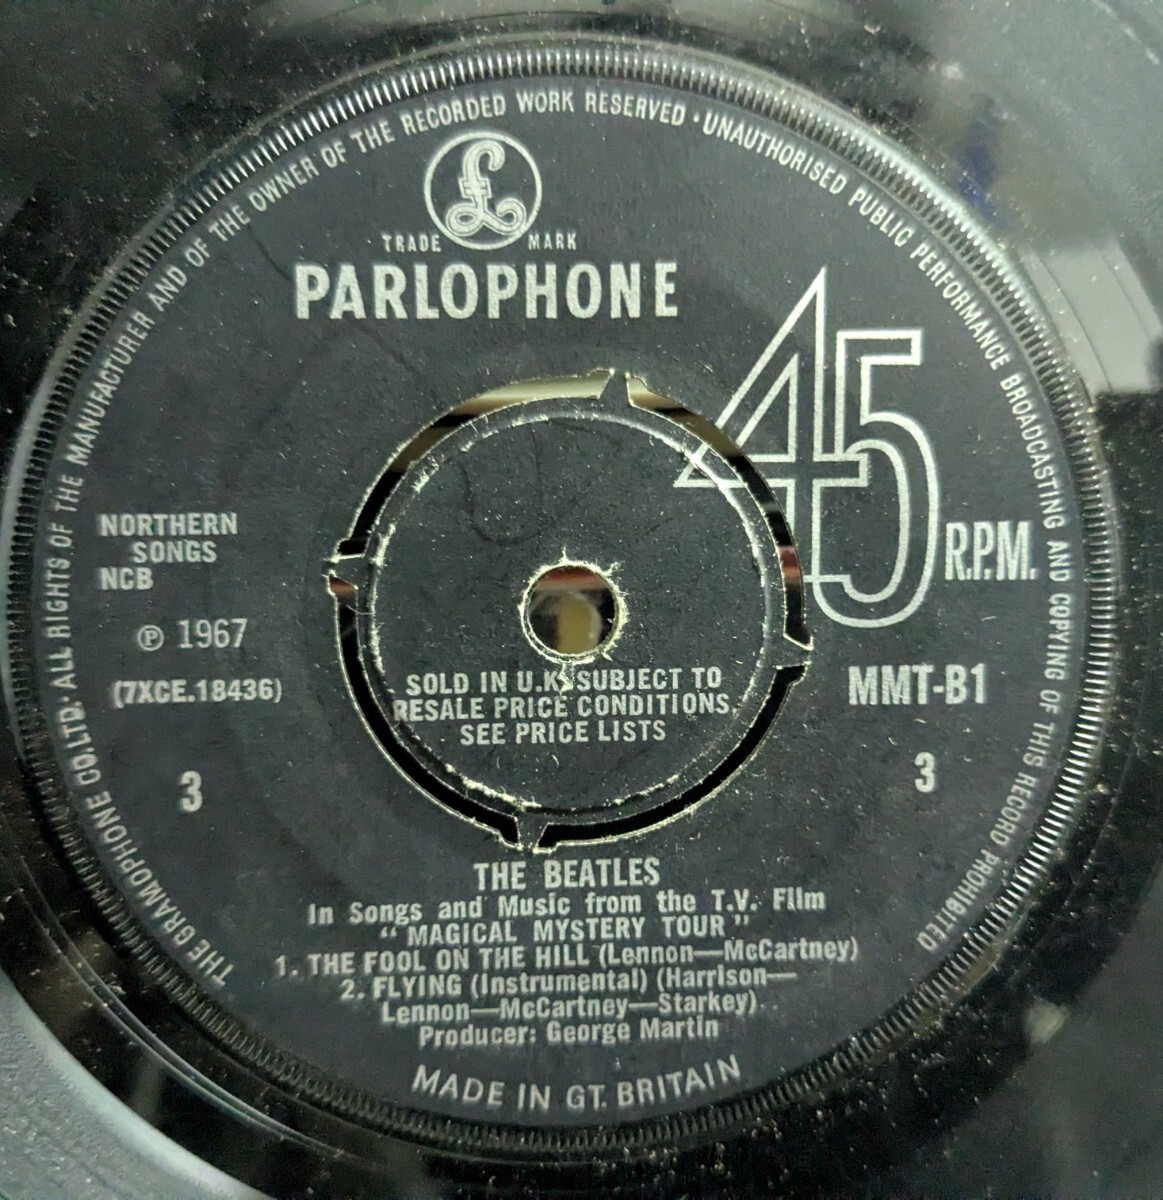 THE GRAMOPHONE CO.LTD. · ALL RIGHTS OF THE MANUFACTURER AND OF THE OWNER OF THE RECORDED WORK RESERVED · UNAUTHORISED PUBLIC PERFORMANCE BROADCASTING AND COPYING OF THIS RECORD PROHIBITED
£
TRADE MARK
PARLOPHONE
45 R.P.M.
NORTHERN
SONGS
NCB
℗ 1967
(7XCE.18436)
3
SOLD IN U.K. SUBJECT TO
RESALE PRICE CONDITIONS,
SEE PRICE LISTS
MMT-B1
3
THE BEATLES
In Songs and Music from the T.V. Film
"MAGICAL MYSTERY TOUR"
1. THE FOOL ON THE HILL (Lennon—McCartney)
2. FLYING (Instrumental) (Harrison—
Lennon—McCartney—Starkey)
Producer: George Martin
MADE IN GT. BRITAIN